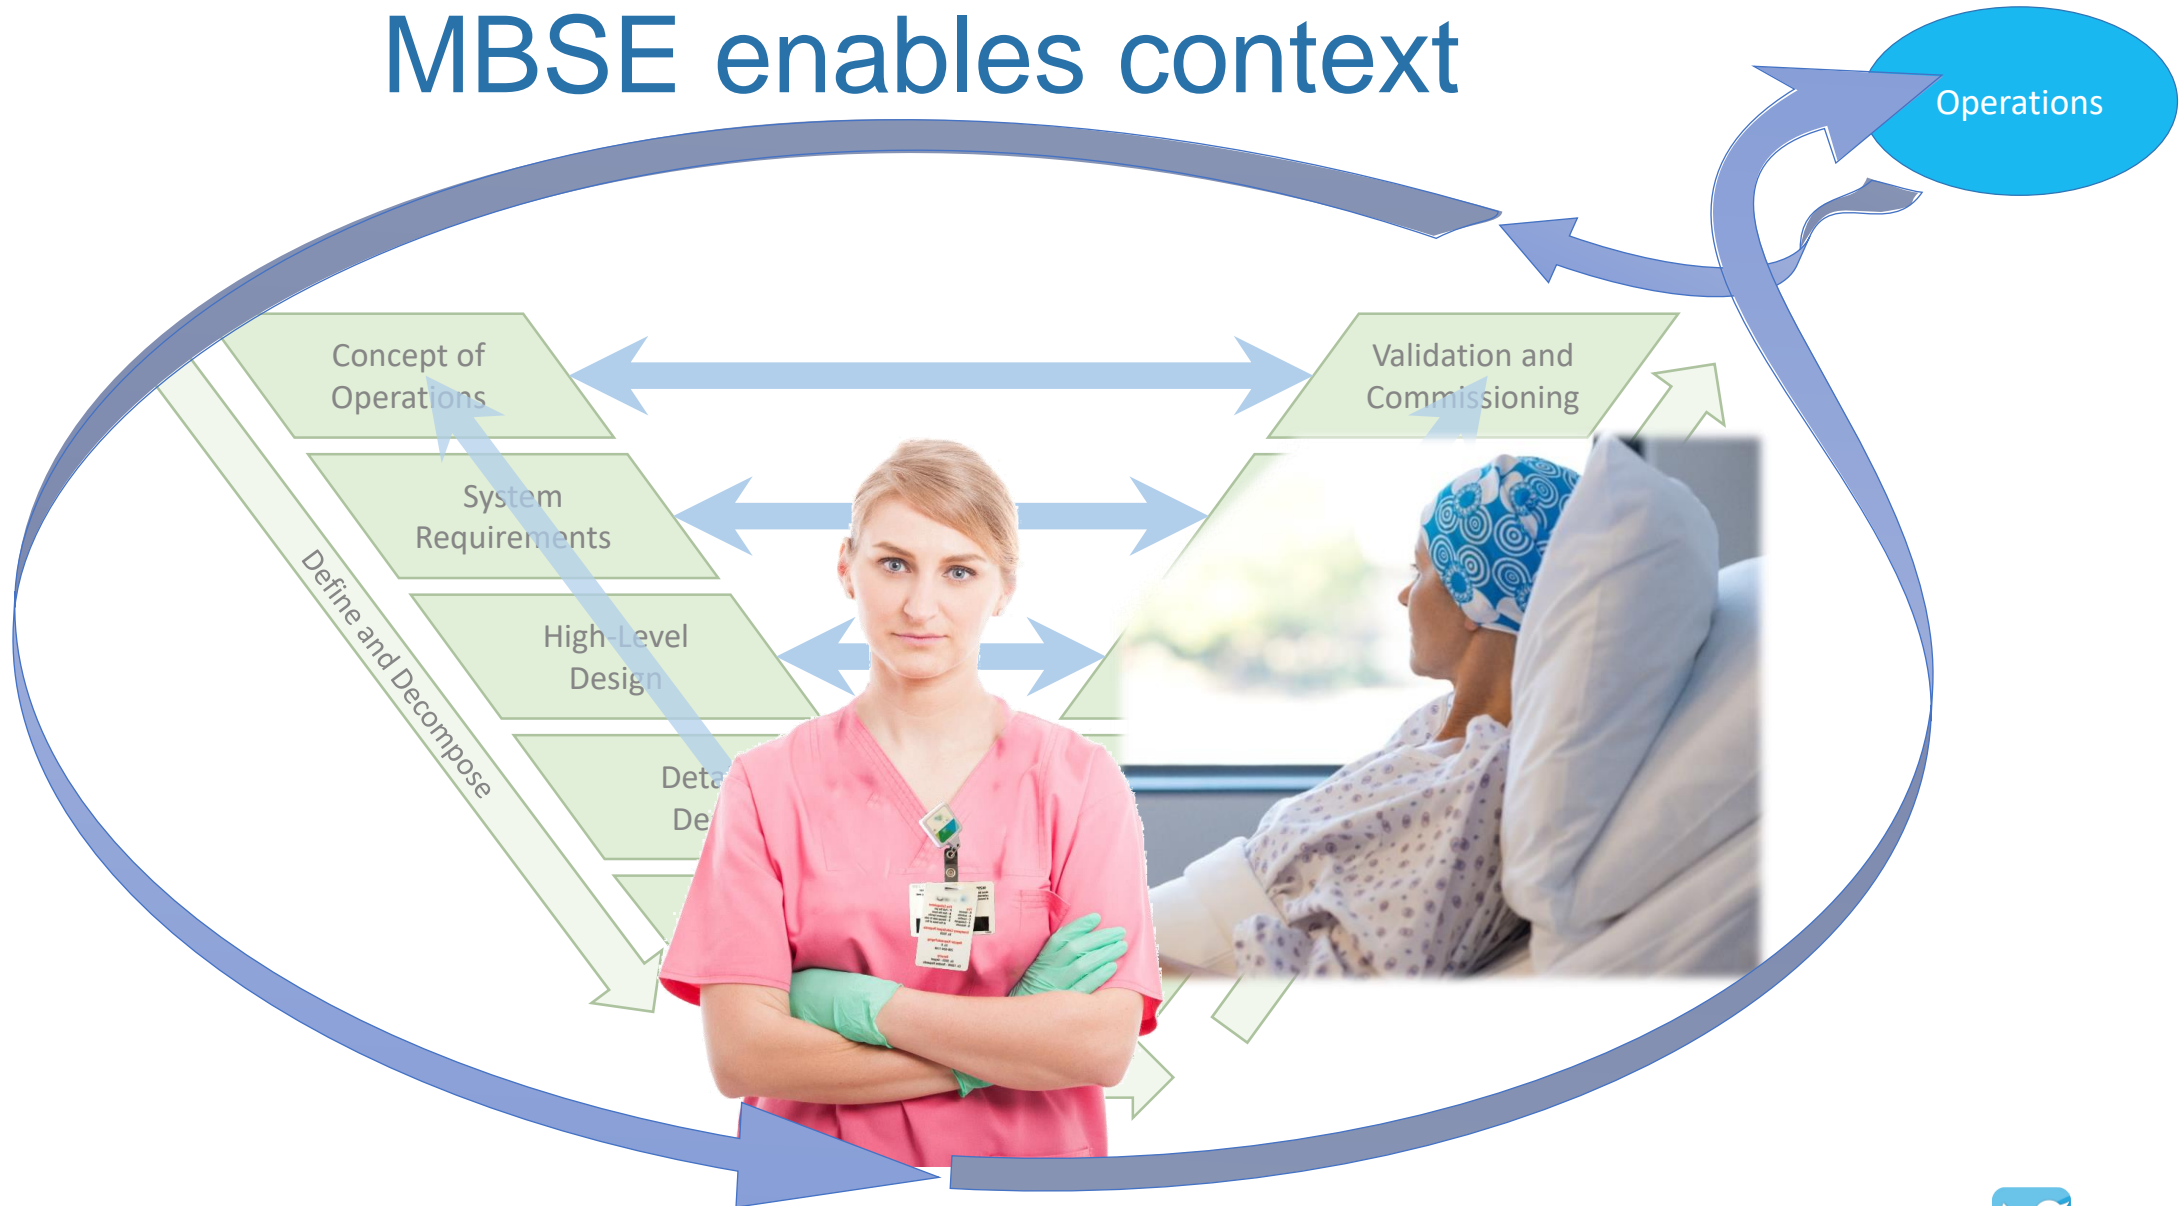 MBSE enables context
Operations
Concept of
Operations
Validation and
Commissioning
System
Requirements
High-Level
Design
Define and Decompose